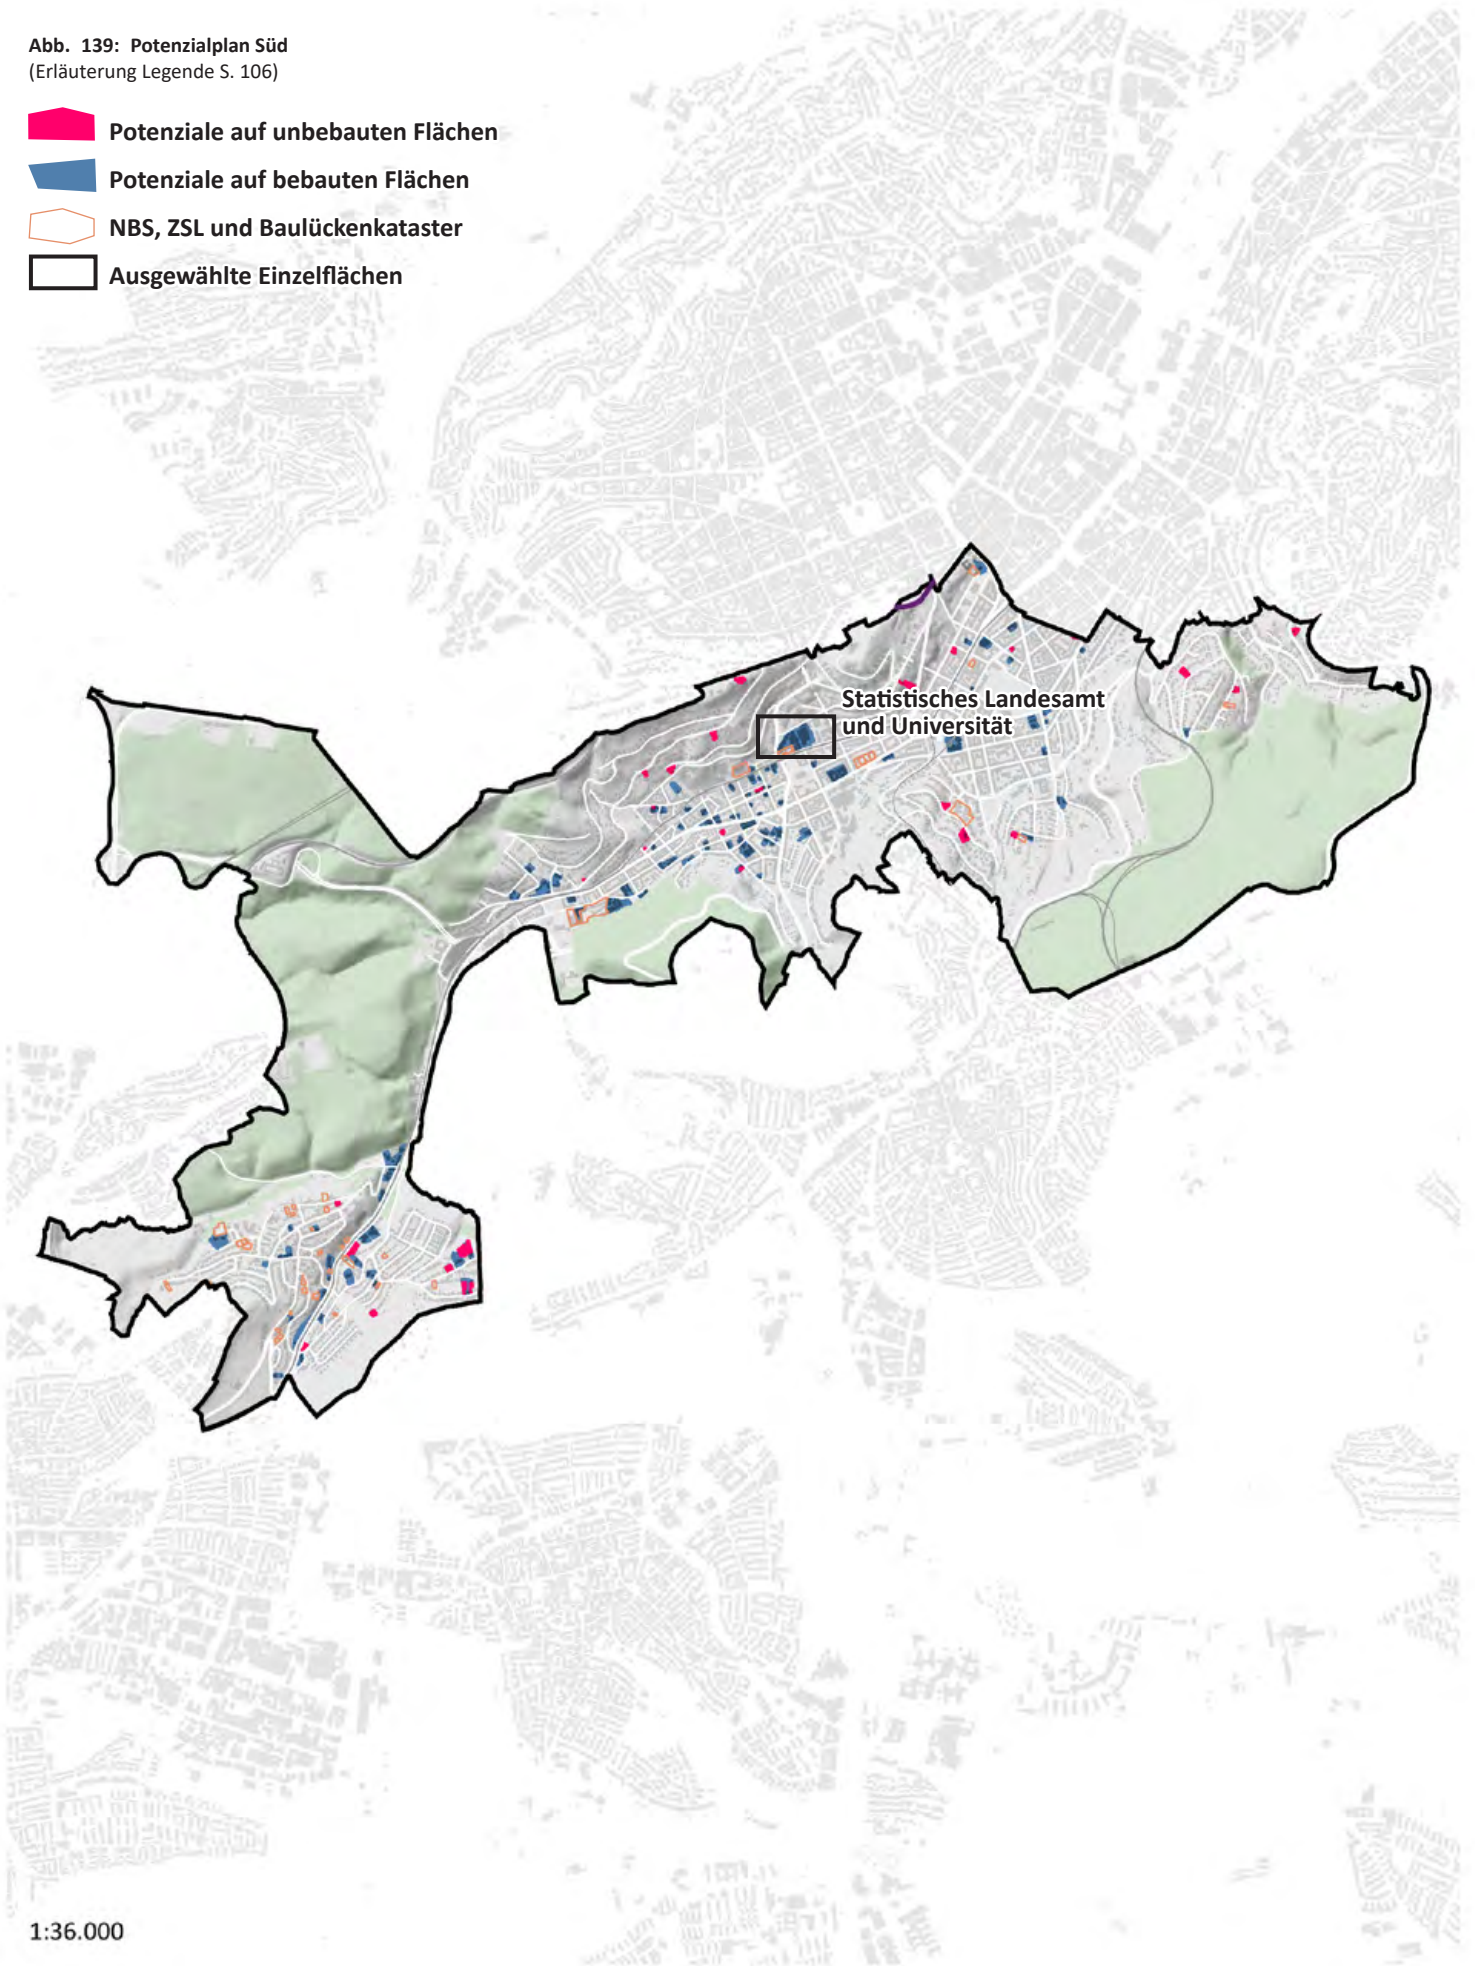 Abb. 139: Potenzialplan Süd
(Erläuterung Legende S. 106)
Potenziale auf unbebauten Flächen
Potenziale auf bebauten Flächen
NBS, ZSL und Baulückenkataster
Ausgewählte Einzelflächen
Statistisches Landesamt
und Universität
1:36.000